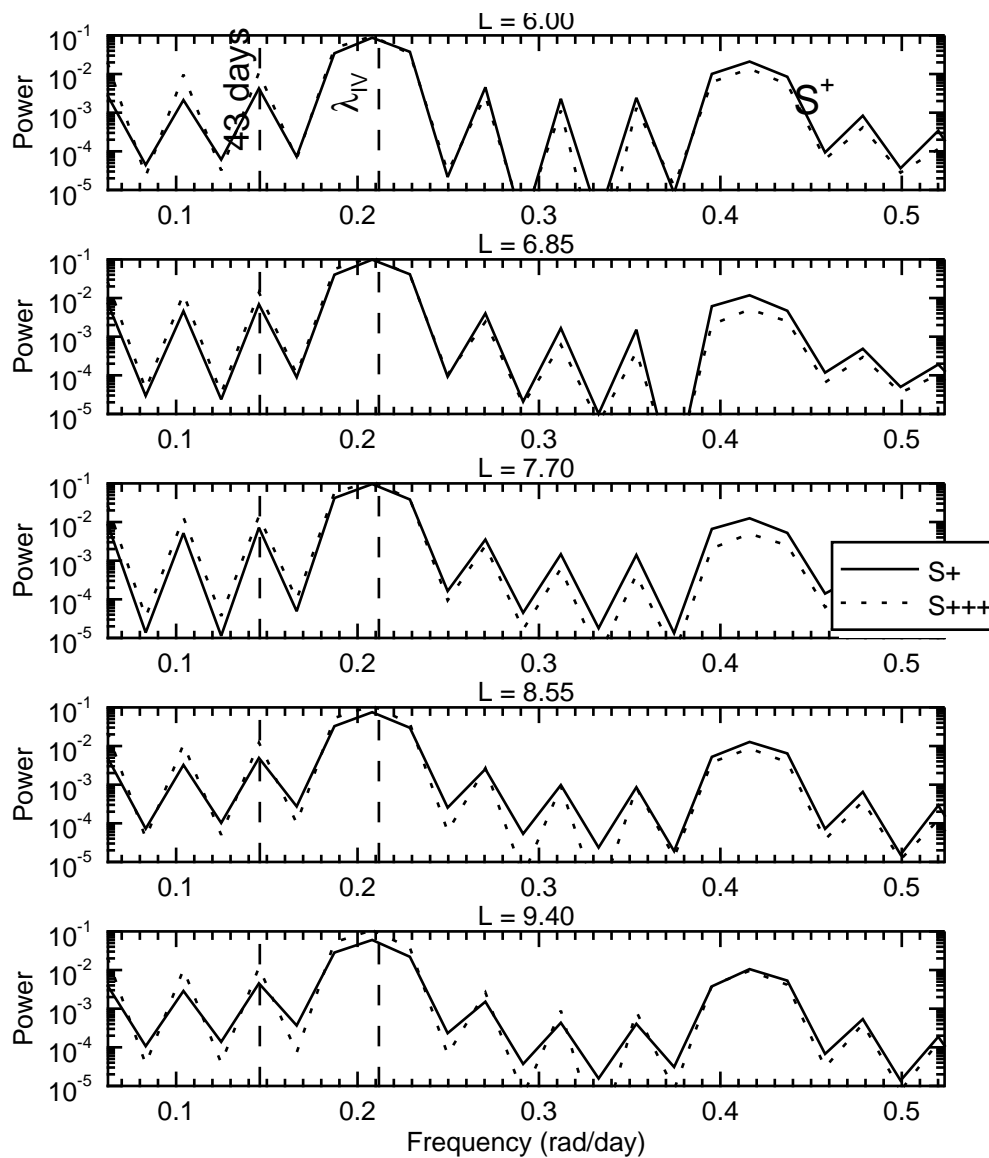 L = 6.00
Power
10^-1
10^-2
10^-3
10^-4
10^-5
43 days
λ_IV
S^+
0.1 0.2 0.3 0.4 0.5
L = 6.85
Power
10^-1
10^-2
10^-3
10^-4
10^-5
0.1 0.2 0.3 0.4 0.5
L = 7.70
Power
10^-1
10^-2
10^-3
10^-4
10^-5
S+
S+++
0.1 0.2 0.3 0.4 0.5
L = 8.55
Power
10^-1
10^-2
10^-3
10^-4
10^-5
0.1 0.2 0.3 0.4 0.5
L = 9.40
Power
10^-1
10^-2
10^-3
10^-4
10^-5
0.1 0.2 0.3 0.4 0.5
Frequency (rad/day)